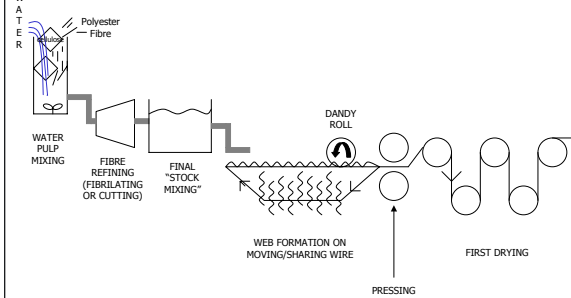 WATER
Polyester
Fibre
Cellulose
WATER
PULP
MIXING
FIBRE
REFINING
(FIBRILATING
OR CUTTING)
FINAL
"STOCK
MIXING"
DANDY
ROLL
WEB FORMATION ON
MOVING/SHARING WIRE
PRESSING
FIRST DRYING